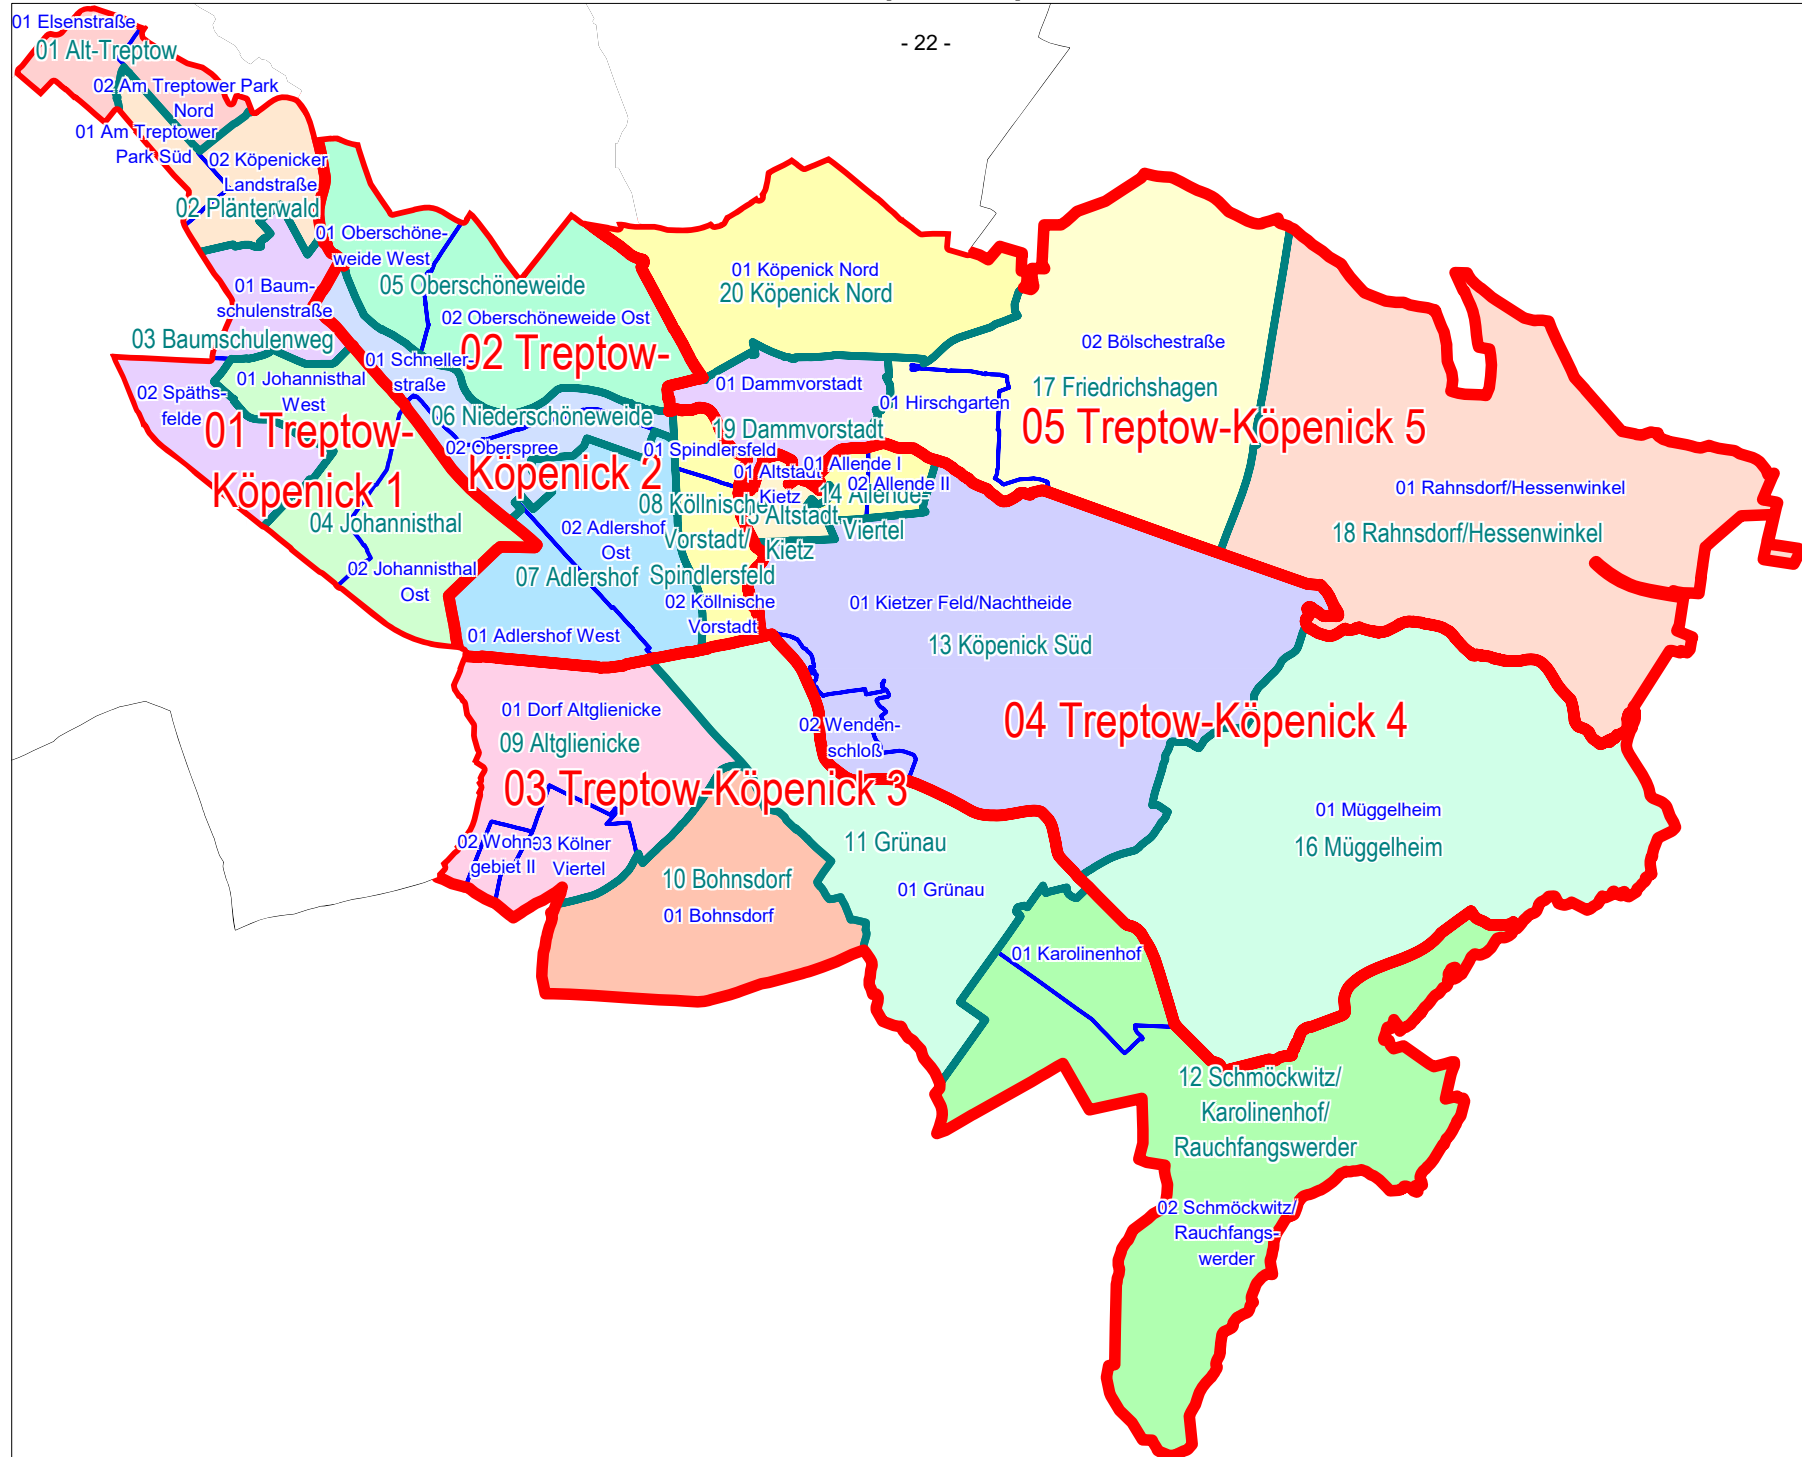 - 22 -
01 Elsenstraße
01 Alt-Treptow
02 Am Treptower Park
Nord
01 Am Treptower
Park Süd
02 Köpenicker
Landstraße
02 Plänterwald
01 Oberschöne-
weide West
05 Oberschöneweide
02 Oberschöneweide Ost
01 Baum-
schulenstraße
03 Baumschulenweg
01 Johannisthal
West
02 Späths-
felde
01 Schneller-
straße
02 Treptow-
Köpenick 2
06 Niederschöneweide
02 Oberspree
01 Treptow-
Köpenick 1
04 Johannisthal
02 Johannisthal
Ost
02 Adlershof
Ost
07 Adlershof
01 Adlershof West
01 Köpenick Nord
20 Köpenick Nord
01 Dammvorstadt
19 Dammvorstadt
01 Hirschgarten
02 Bölschestraße
17 Friedrichshagen
05 Treptow-Köpenick 5
01 Rahnsdorf/Hessenwinkel
18 Rahnsdorf/Hessenwinkel
01 Spindlersfeld
08 Köllnische
Vorstadt/
Spindlersfeld
02 Köllnische
Vorstadt
01 Altstadt
Kietz
15 Altstadt
Kietz
01 Allende I
02 Allende II
14 Allende-
Viertel
01 Kietzer Feld/Nachtheide
13 Köpenick Süd
04 Treptow-Köpenick 4
02 Wenden-
schloß
01 Dorf Altglienicke
09 Altglienicke
03 Treptow-Köpenick 3
02 Wohn-
gebiet II
03 Kölner
Viertel
10 Bohnsdorf
01 Bohnsdorf
11 Grünau
01 Grünau
01 Müggelheim
16 Müggelheim
01 Karolinenhof
12 Schmöckwitz/
Karolinenhof/
Rauchfangswerder
02 Schmöckwitz/
Rauchfangs-
werder